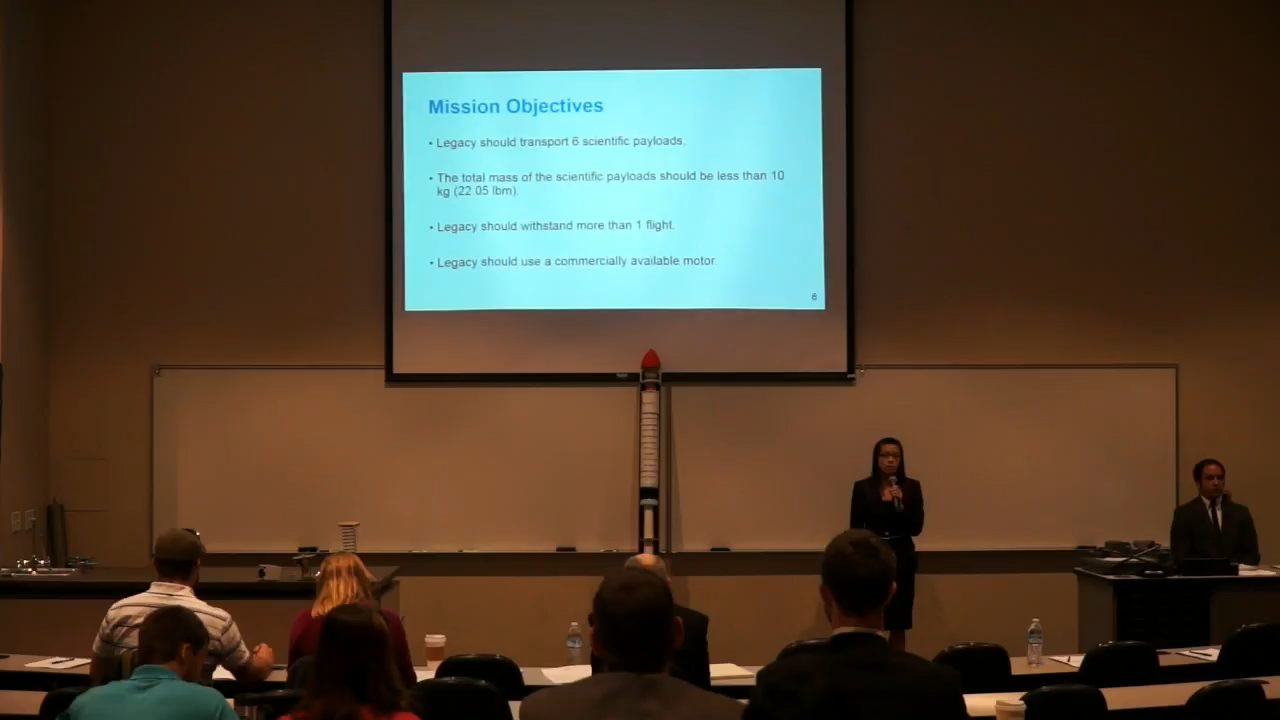 Mission Objectives
• Legacy should transport 6 scientific payloads.
• The total mass of the scientific payloads should be less than 10
kg (22.05 lbm).
• Legacy should withstand more than 1 flight.
• Legacy should use a commercially available motor.
6